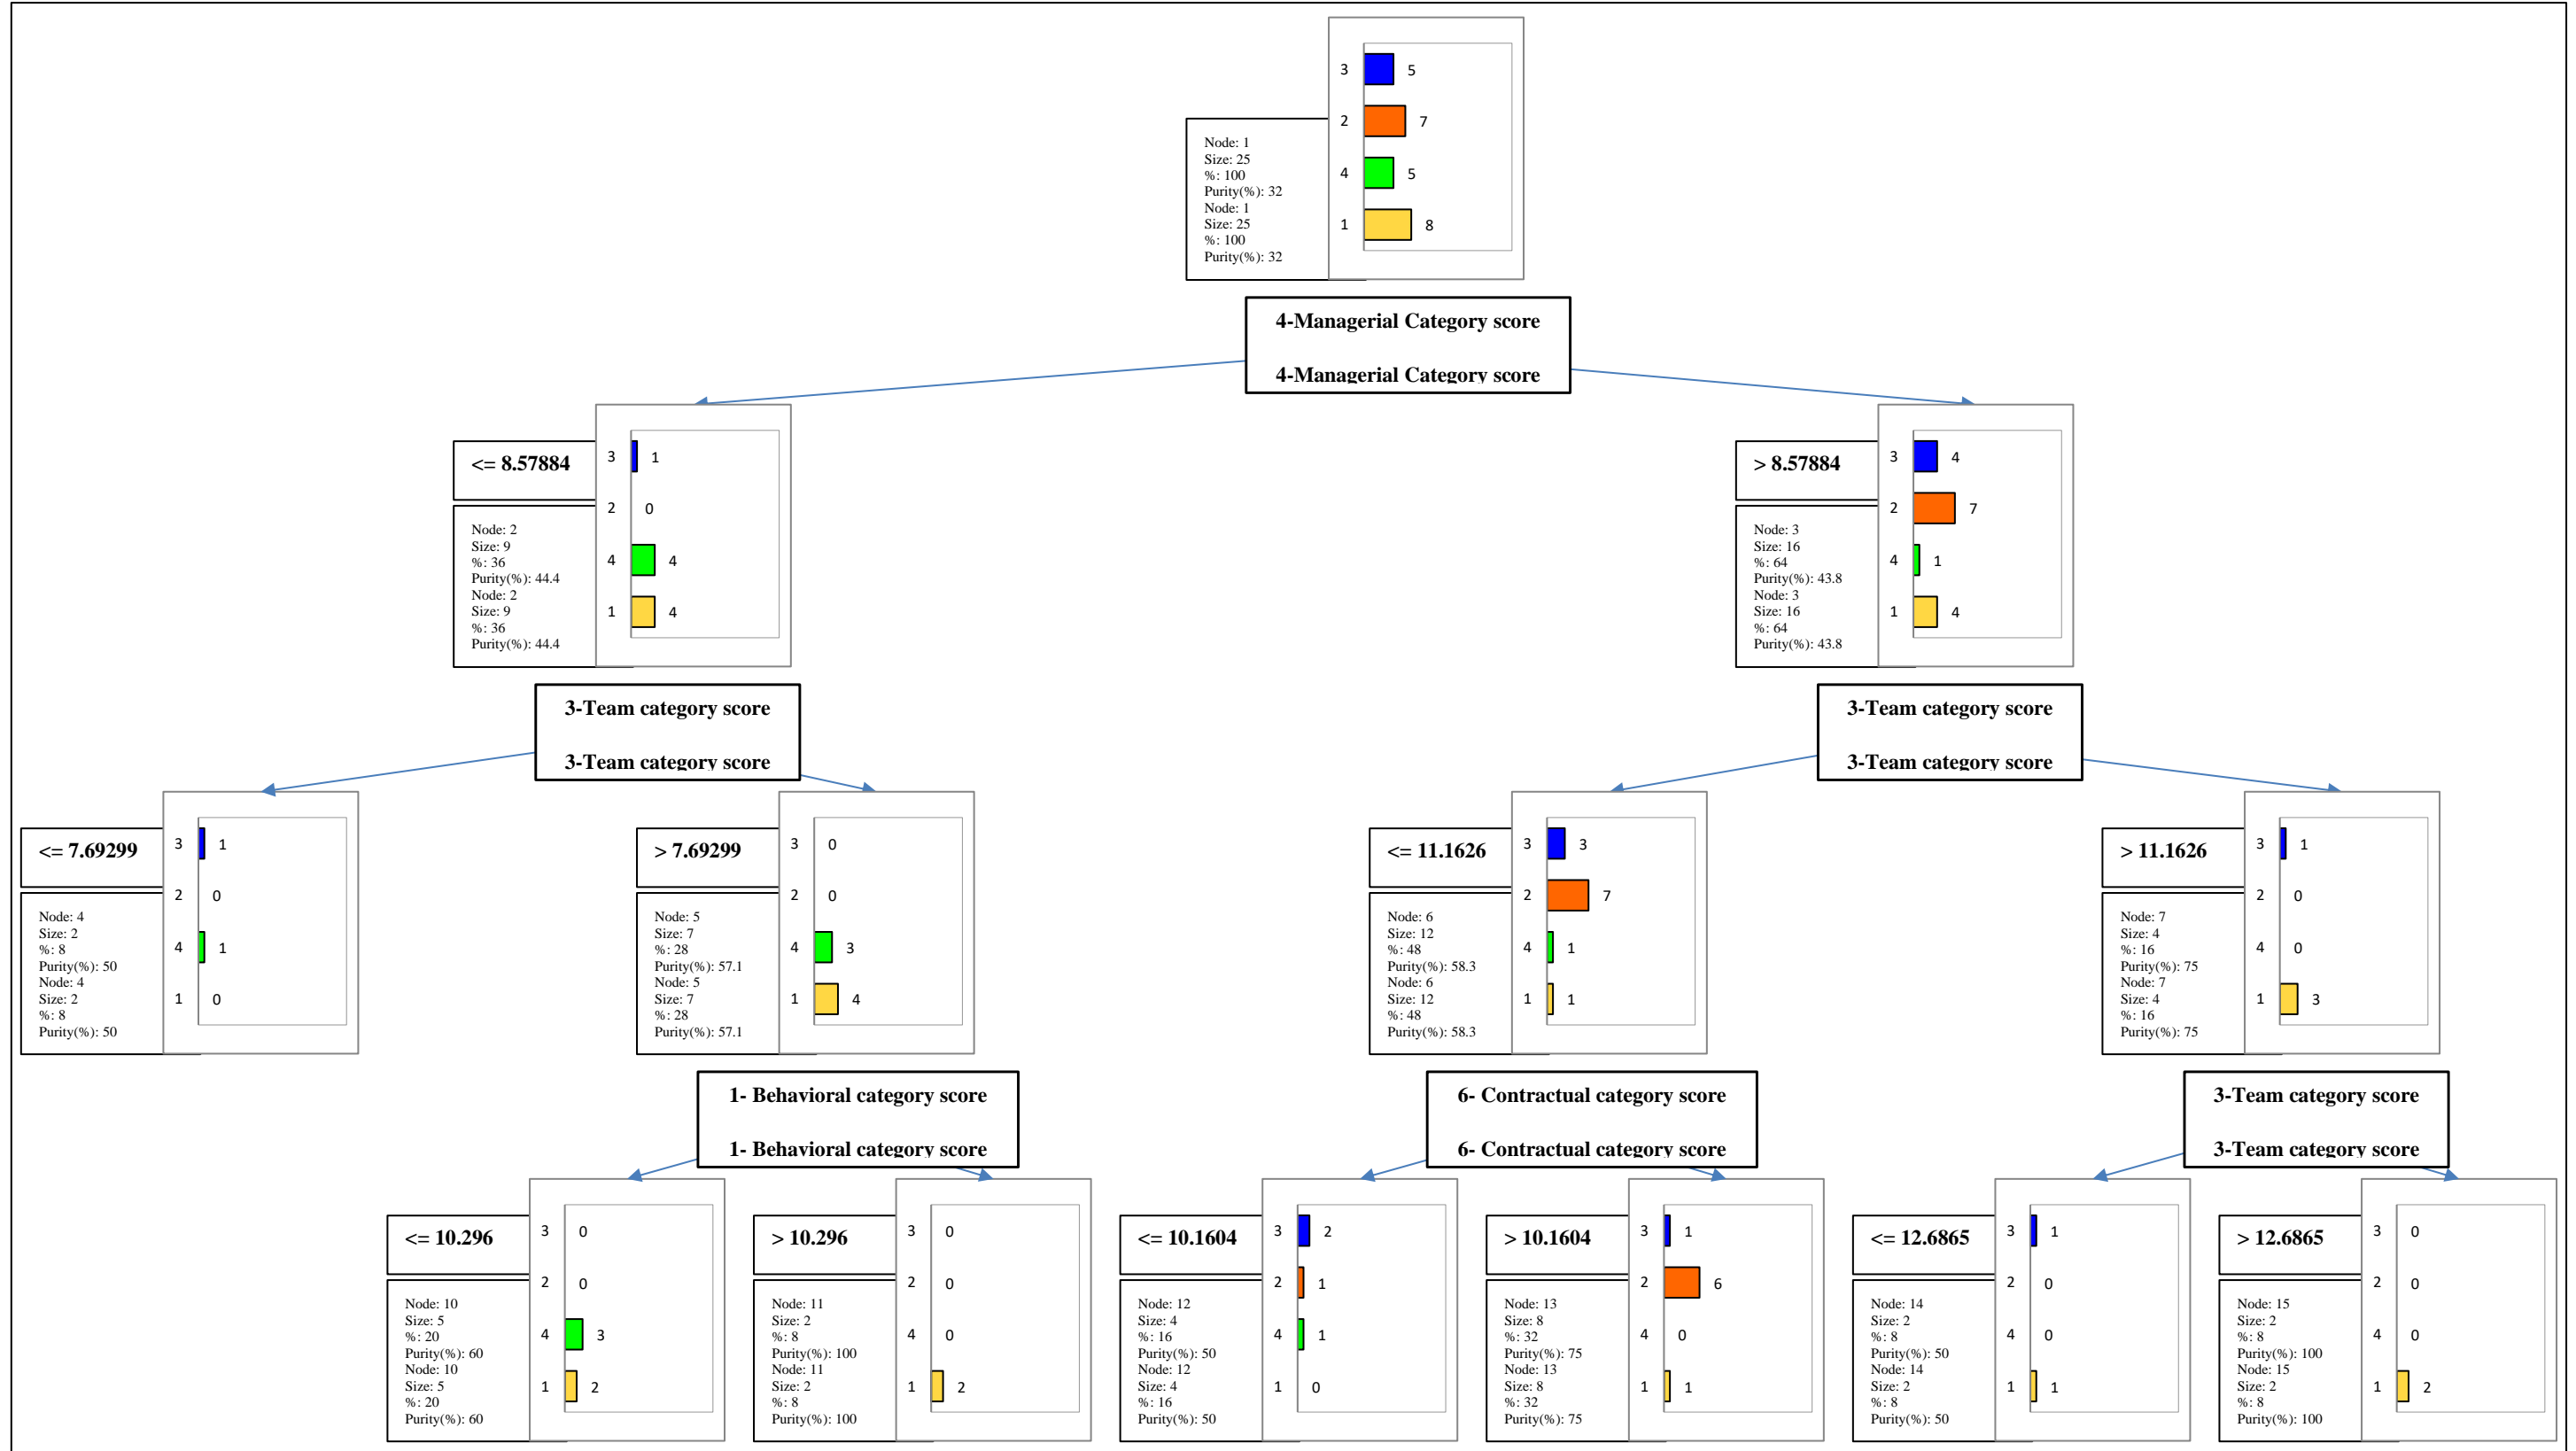 3 5
2 7
4 5
1 8
Node: 1
Size: 25
%: 100
Purity(%): 32
Node: 1
Size: 25
%: 100
Purity(%): 32
4-Managerial Category score
4-Managerial Category score
<= 8.57884
3 1
2 0
4 4
1 4
Node: 2
Size: 9
%: 36
Purity(%): 44.4
Node: 2
Size: 9
%: 36
Purity(%): 44.4
> 8.57884
3 4
2 7
4 1
1 4
Node: 3
Size: 16
%: 64
Purity(%): 43.8
Node: 3
Size: 16
%: 64
Purity(%): 43.8
3-Team category score
3-Team category score
3-Team category score
3-Team category score
<= 7.69299
3 1
2 0
4 1
1 0
Node: 4
Size: 2
%: 8
Purity(%): 50
Node: 4
Size: 2
%: 8
Purity(%): 50
> 7.69299
3 0
2 0
4 3
1 4
Node: 5
Size: 7
%: 28
Purity(%): 57.1
Node: 5
Size: 7
%: 28
Purity(%): 57.1
<= 11.1626
3 3
2 7
4 1
1 1
Node: 6
Size: 12
%: 48
Purity(%): 58.3
Node: 6
Size: 12
%: 48
Purity(%): 58.3
> 11.1626
3 1
2 0
4 0
1 3
Node: 7
Size: 4
%: 16
Purity(%): 75
Node: 7
Size: 4
%: 16
Purity(%): 75
1- Behavioral category score
1- Behavioral category score
6- Contractual category score
6- Contractual category score
3-Team category score
3-Team category score
<= 10.296
3 0
2 0
4 3
1 2
Node: 10
Size: 5
%: 20
Purity(%): 60
Node: 10
Size: 5
%: 20
Purity(%): 60
> 10.296
3 0
2 0
4 0
1 2
Node: 11
Size: 2
%: 8
Purity(%): 100
Node: 11
Size: 2
%: 8
Purity(%): 100
<= 10.1604
3 2
2 1
4 1
1 0
Node: 12
Size: 4
%: 16
Purity(%): 50
Node: 12
Size: 4
%: 16
Purity(%): 50
> 10.1604
3 1
2 6
4 0
1 1
Node: 13
Size: 8
%: 32
Purity(%): 75
Node: 13
Size: 8
%: 32
Purity(%): 75
<= 12.6865
3 1
2 0
4 0
1 1
Node: 14
Size: 2
%: 8
Purity(%): 50
Node: 14
Size: 2
%: 8
Purity(%): 50
> 12.6865
3 0
2 0
4 0
1 2
Node: 15
Size: 2
%: 8
Purity(%): 100
Node: 15
Size: 2
%: 8
Purity(%): 100